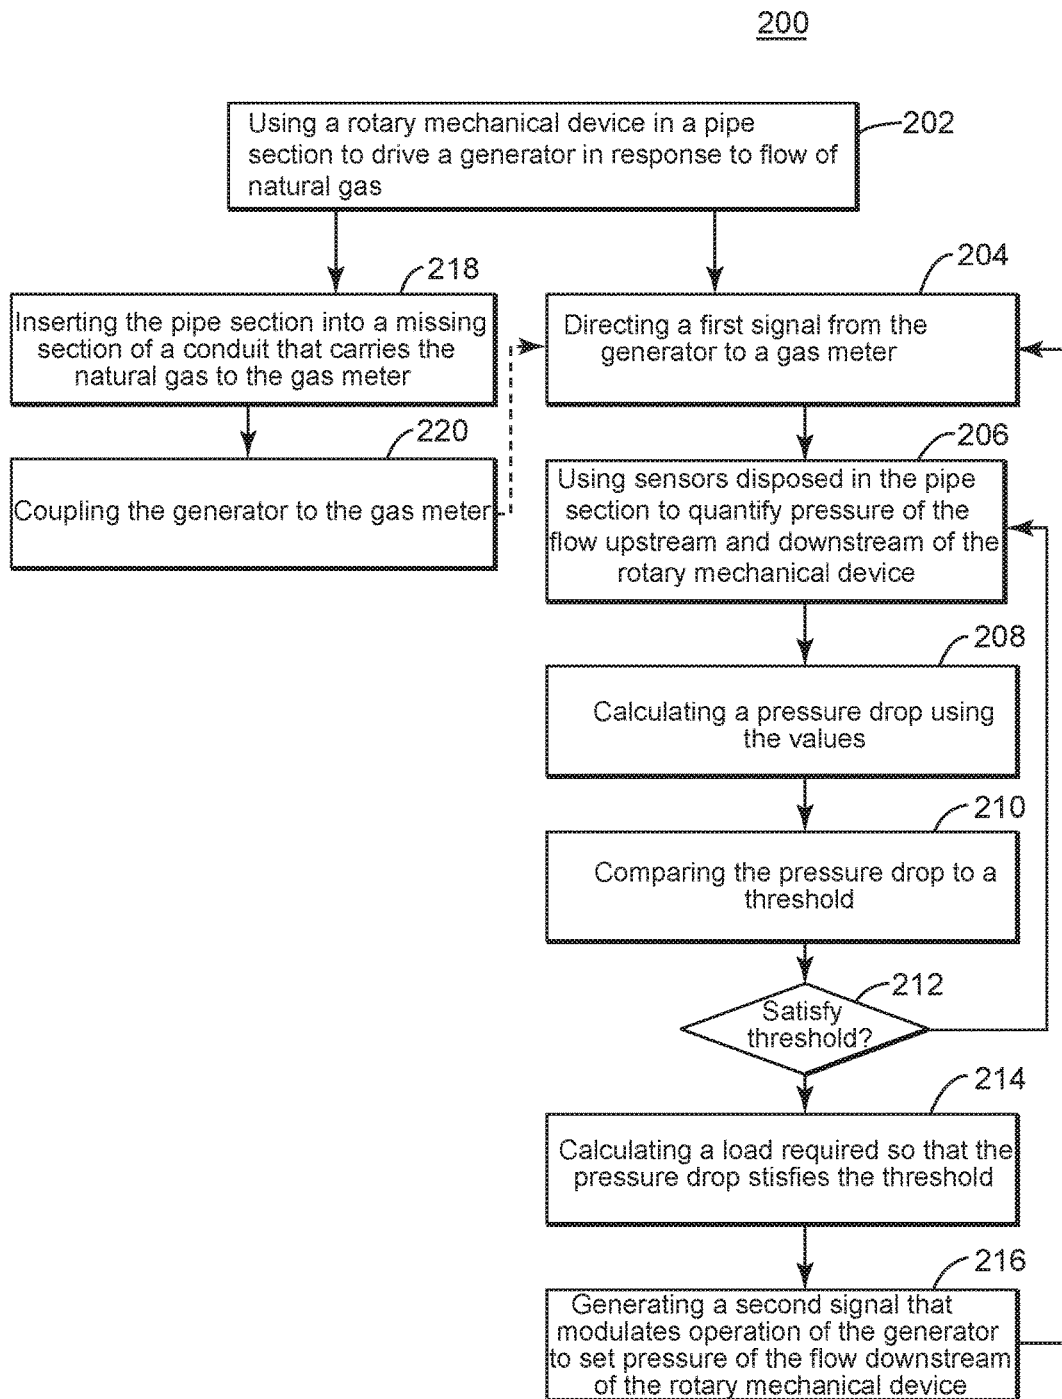 200
Using a rotary mechanical device in a pipe
section to drive a generator in response to flow of
natural gas
202
218
Inserting the pipe section into a missing
section of a conduit that carries the
natural gas to the gas meter
220
Coupling the generator to the gas meter
204
Directing a first signal from the
generator to a gas meter
206
Using sensors disposed in the pipe
section to quantify pressure of the
flow upstream and downstream of the
rotary mechanical device
208
Calculating a pressure drop using
the values
210
Comparing the pressure drop to a
threshold
212
Satisfy
threshold?
214
Calculating a load required so that the
pressure drop stisfies the threshold
216
Generating a second signal that
modulates operation of the generator
to set pressure of the flow downstream
of the rotary mechanical device